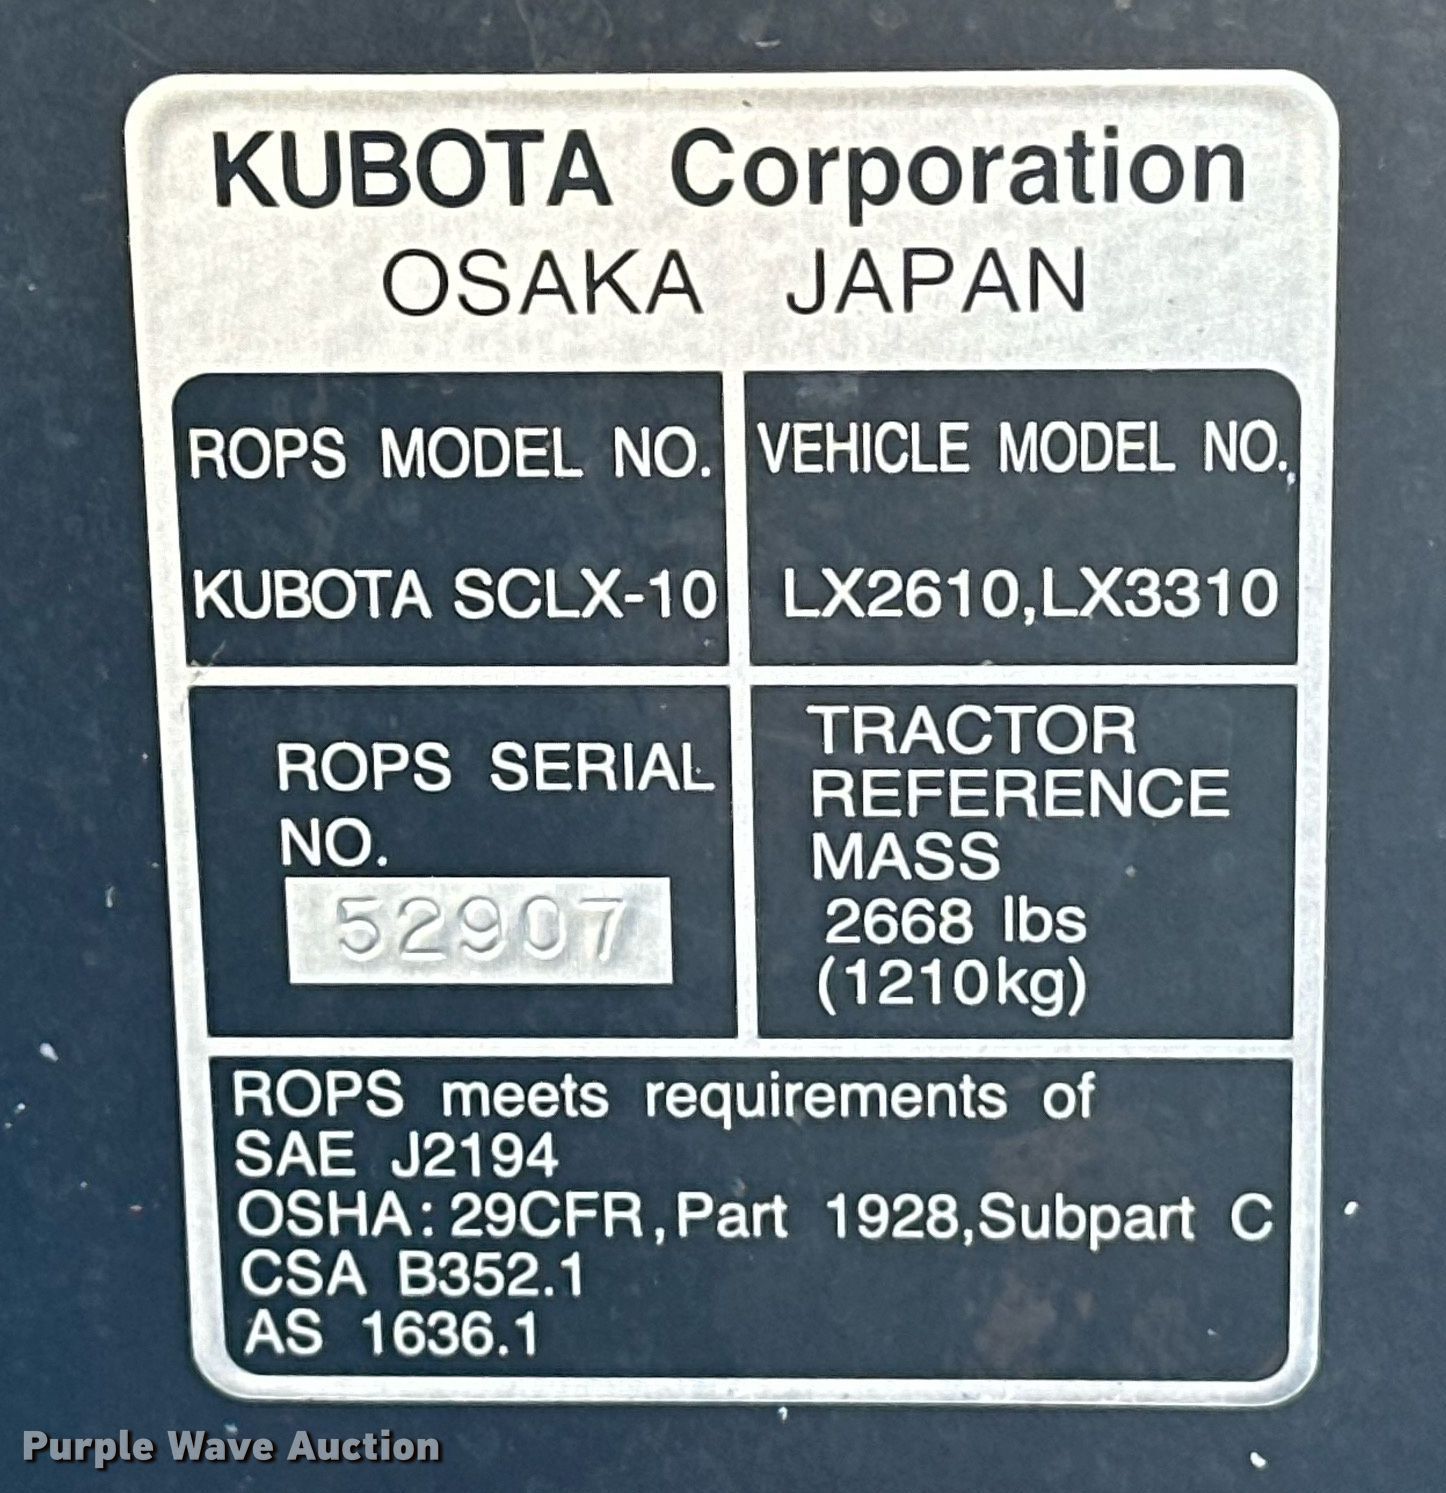 KUBOTA Corporation
OSAKA JAPAN
ROPS MODEL NO.
KUBOTA SCLX-10
VEHICLE MODEL NO.
LX2610,LX3310
ROPS SERIAL
NO.
52907
TRACTOR
REFERENCE
MASS
2668 lbs
(1210kg)
ROPS meets requirements of
SAE J2194
OSHA:29CFR,Part 1928,Subpart C
CSA B352.1
AS 1636.1
Purple Wave Auction